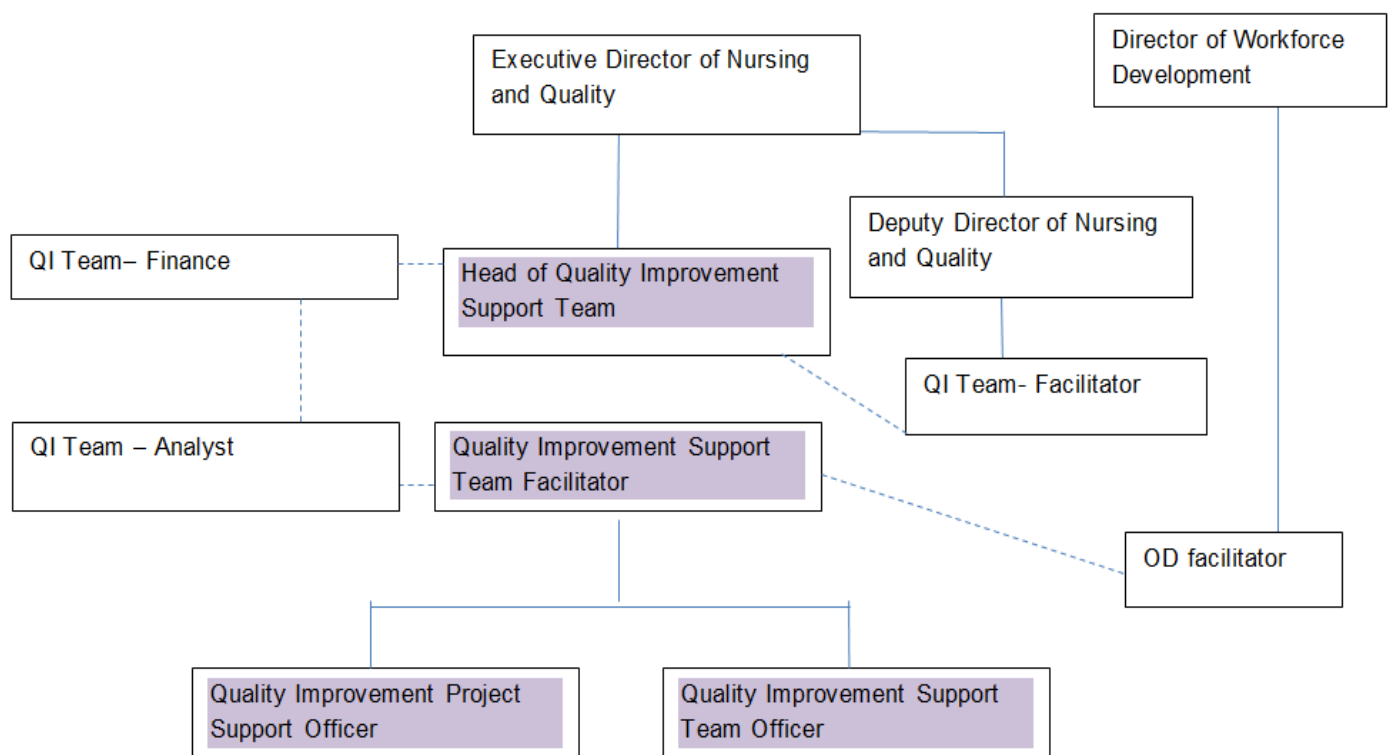 Executive Director of Nursing
and Quality
Director of Workforce
Development
Deputy Director of Nursing
and Quality
QI Team– Finance
Head of Quality Improvement
Support Team
QI Team- Facilitator
QI Team – Analyst
Quality Improvement Support
Team Facilitator
OD facilitator
Quality Improvement Project
Support Officer
Quality Improvement Support
Team Officer